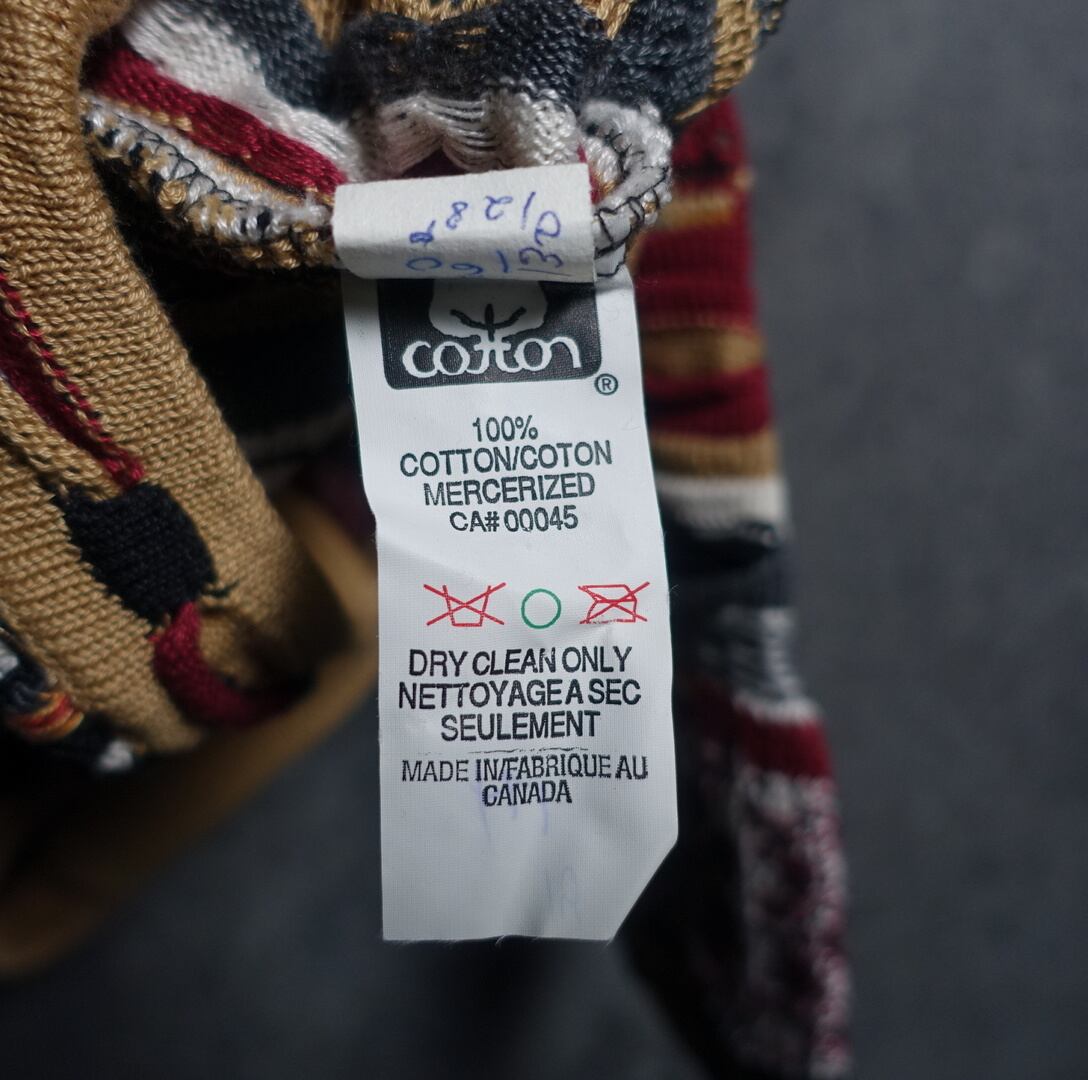 cotton
®
100%
COTTON/COTON
MERCERIZED
CA# 00045
DRY CLEAN ONLY
NETTOYAGE A SEC
SEULEMENT
MADE IN/FABRIQUE AU
CANADA